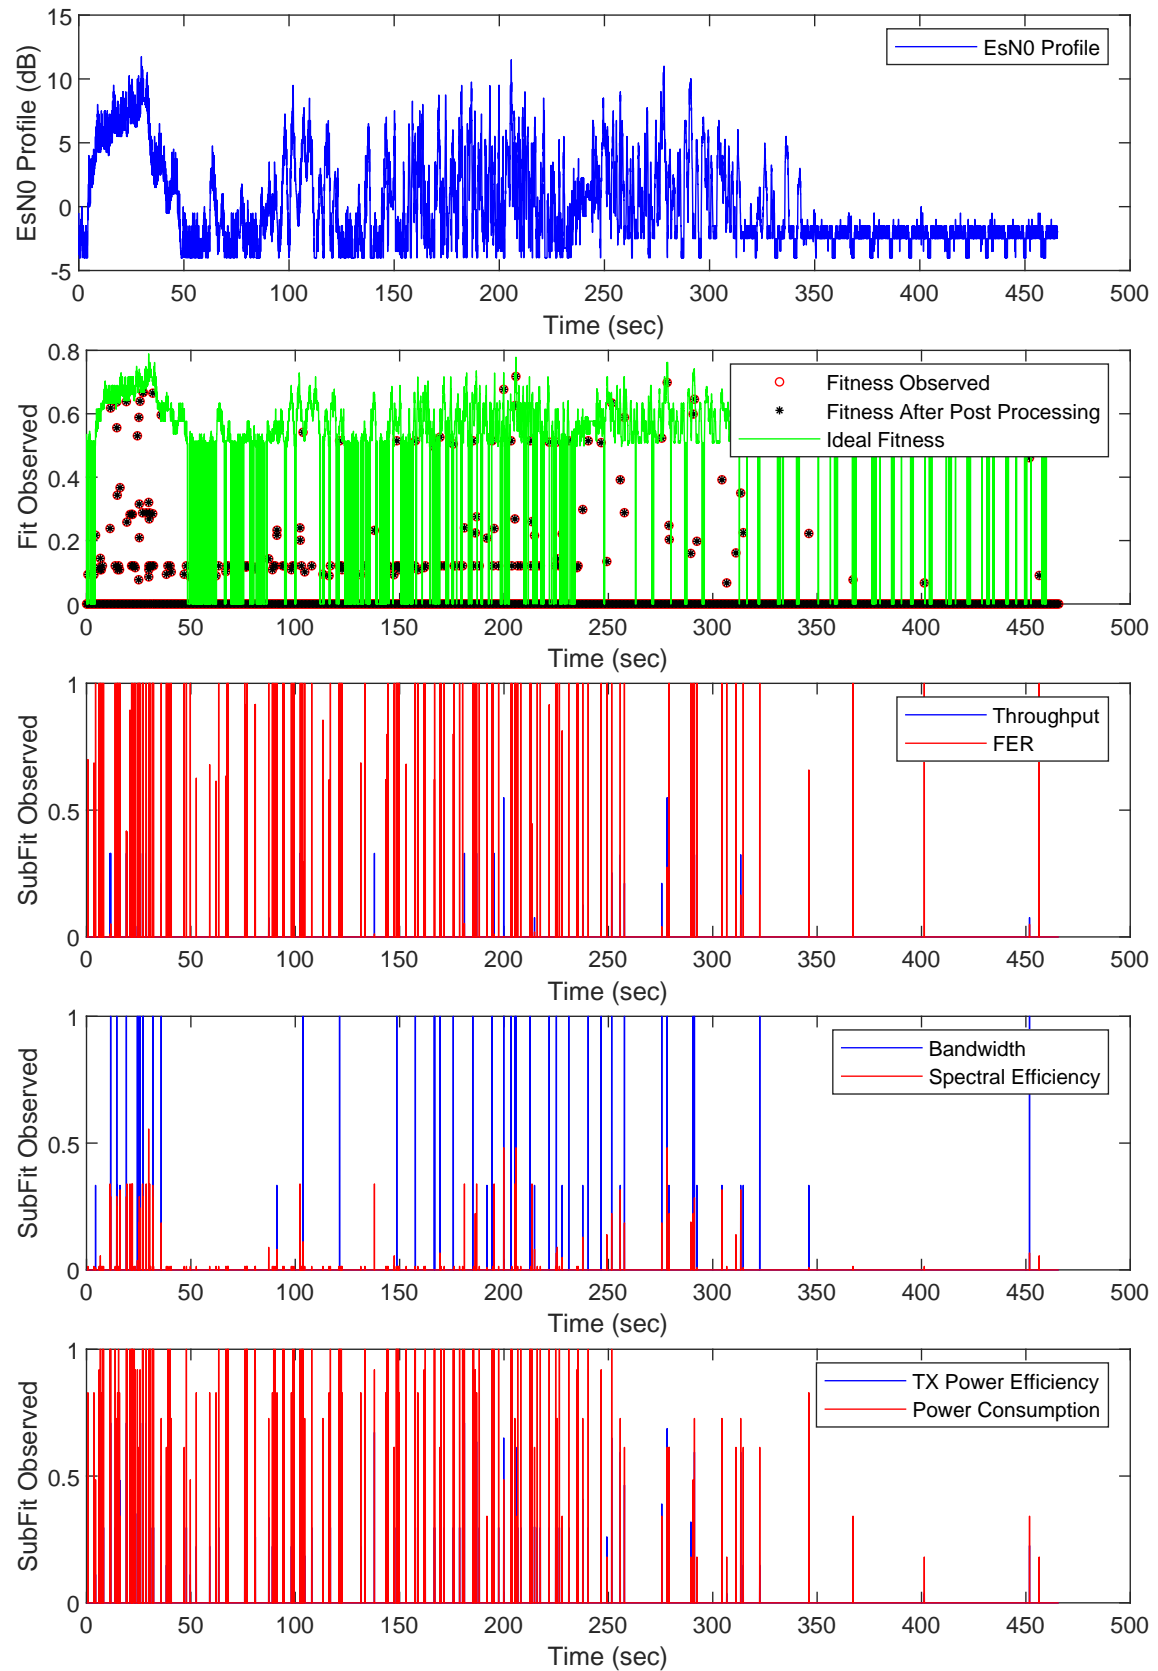 15
10
5
0
-5
EsN0 Profile (dB)
EsN0 Profile
0 50 100 150 200 250 300 350 400 450 500
Time (sec)
0.8
0.6
0.4
0.2
0
Fit Observed
Fitness Observed
Fitness After Post Processing
Ideal Fitness
0 50 100 150 200 250 300 350 400 450 500
Time (sec)
1
0.5
0
SubFit Observed
Throughput
FER
0 50 100 150 200 250 300 350 400 450 500
Time (sec)
1
0.5
0
SubFit Observed
Bandwidth
Spectral Efficiency
0 50 100 150 200 250 300 350 400 450 500
Time (sec)
1
0.5
0
SubFit Observed
TX Power Efficiency
Power Consumption
0 50 100 150 200 250 300 350 400 450 500
Time (sec)